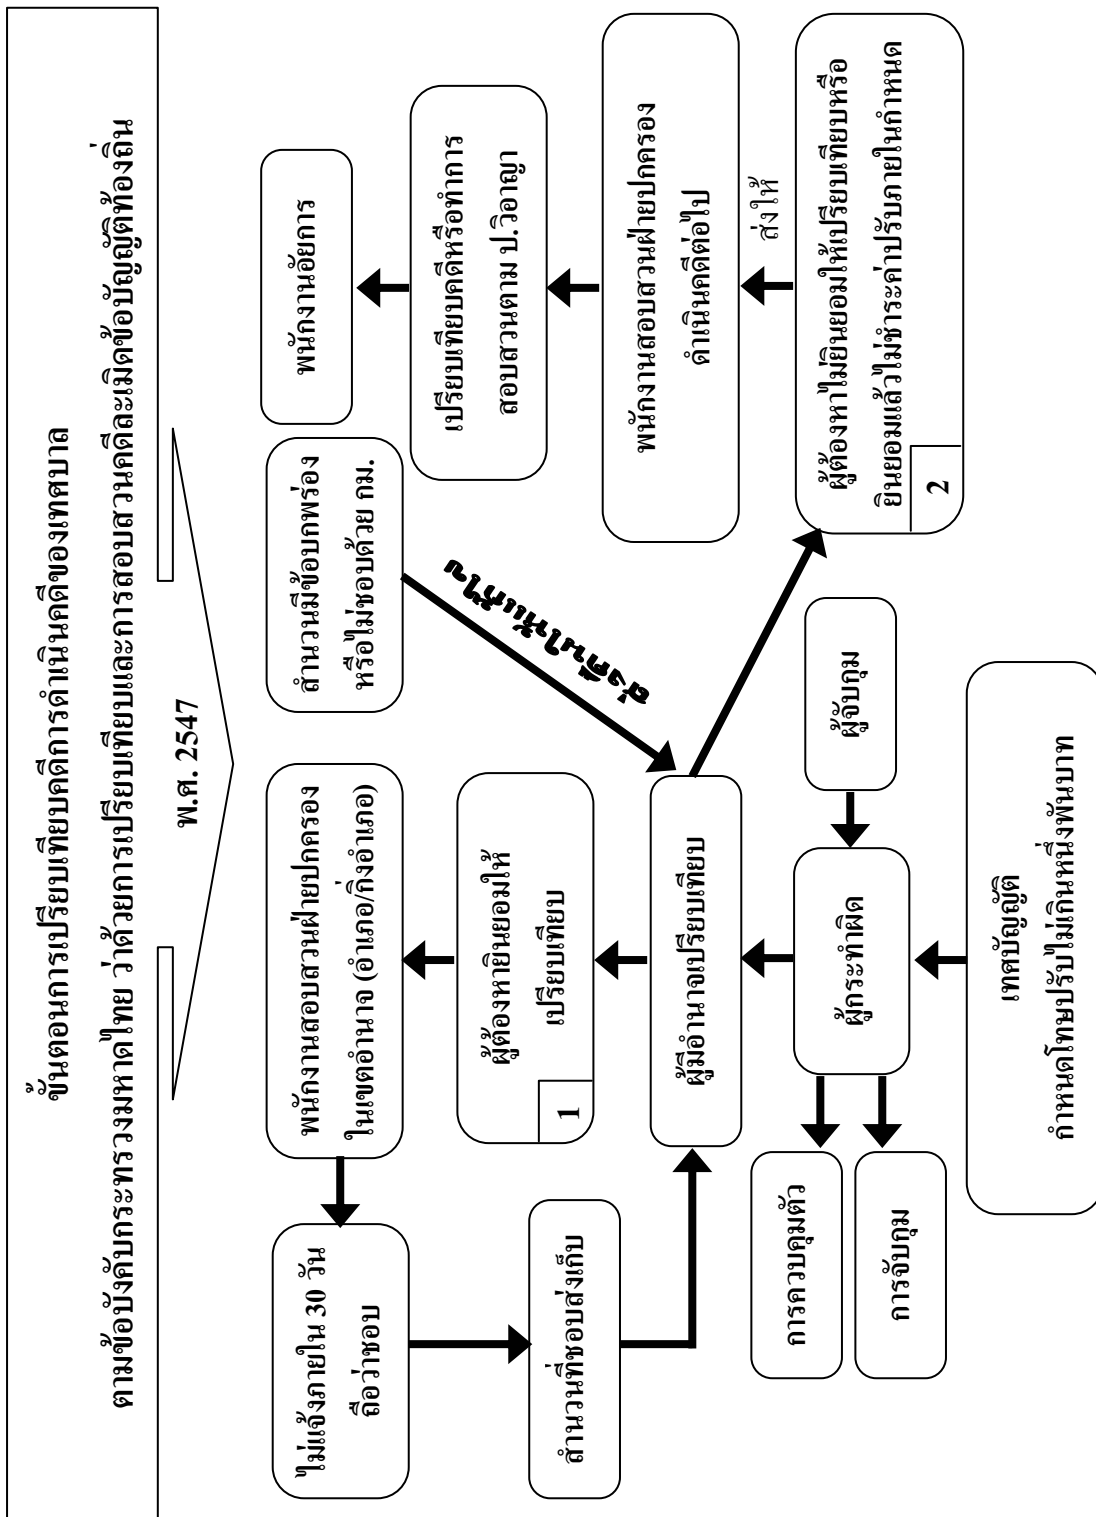 ขั้นตอนการเปรียบเทียบคดีการดำเนินคดีของเทศบาล
ตามข้อบังคับกระทรวงมหาดไทย ว่าด้วยการเปรียบเทียบและการสอบสวนคดีละเมิดข้อบัญญัติท้องถิ่น
พ.ศ. 2547
ไม่แจ้งภายใน 30 วัน
ถือว่าชอบ
พนักงานสอบสวนฝ่ายปกครอง
ในเขตอำนาจ (อำเภอ/กิ่งอำเภอ)
สำนวนมีข้อบกพร่อง
หรือไม่ชอบด้วย กม.
พนักงานอัยการ
เปรียบเทียบคดีหรือทำการ
สอบสวนตาม ป.วิอาญา
ส่งคืนให้แก้ไข
ผู้ต้องหายินยอมให้
เปรียบเทียบ
1
สำนวนที่ชอบส่งเก็บ
พนักงานสอบสวนฝ่ายปกครอง
ดำเนินคดีต่อไป
ผู้มีอำนาจเปรียบเทียบ
ส่งให้
ผู้ต้องหาไม่ยินยอมให้เปรียบเทียบหรือ
ยินยอมแล้วไม่ชำระค่าปรับภายในกำหนด
2
การควบคุมตัว
การจับกุม
ผู้กระทำผิด
ผู้จับกุม
เทศบัญญัติ
กำหนดโทษปรับไม่เกินหนึ่งพันบาท